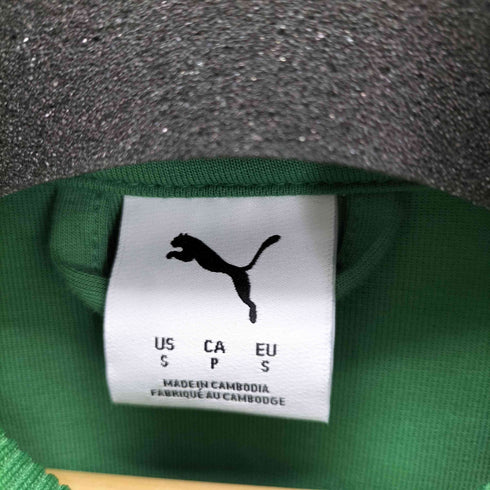 US CA EU
S P S
MADE IN CAMBODIA
FABRIQUÉ AU CAMBODGE